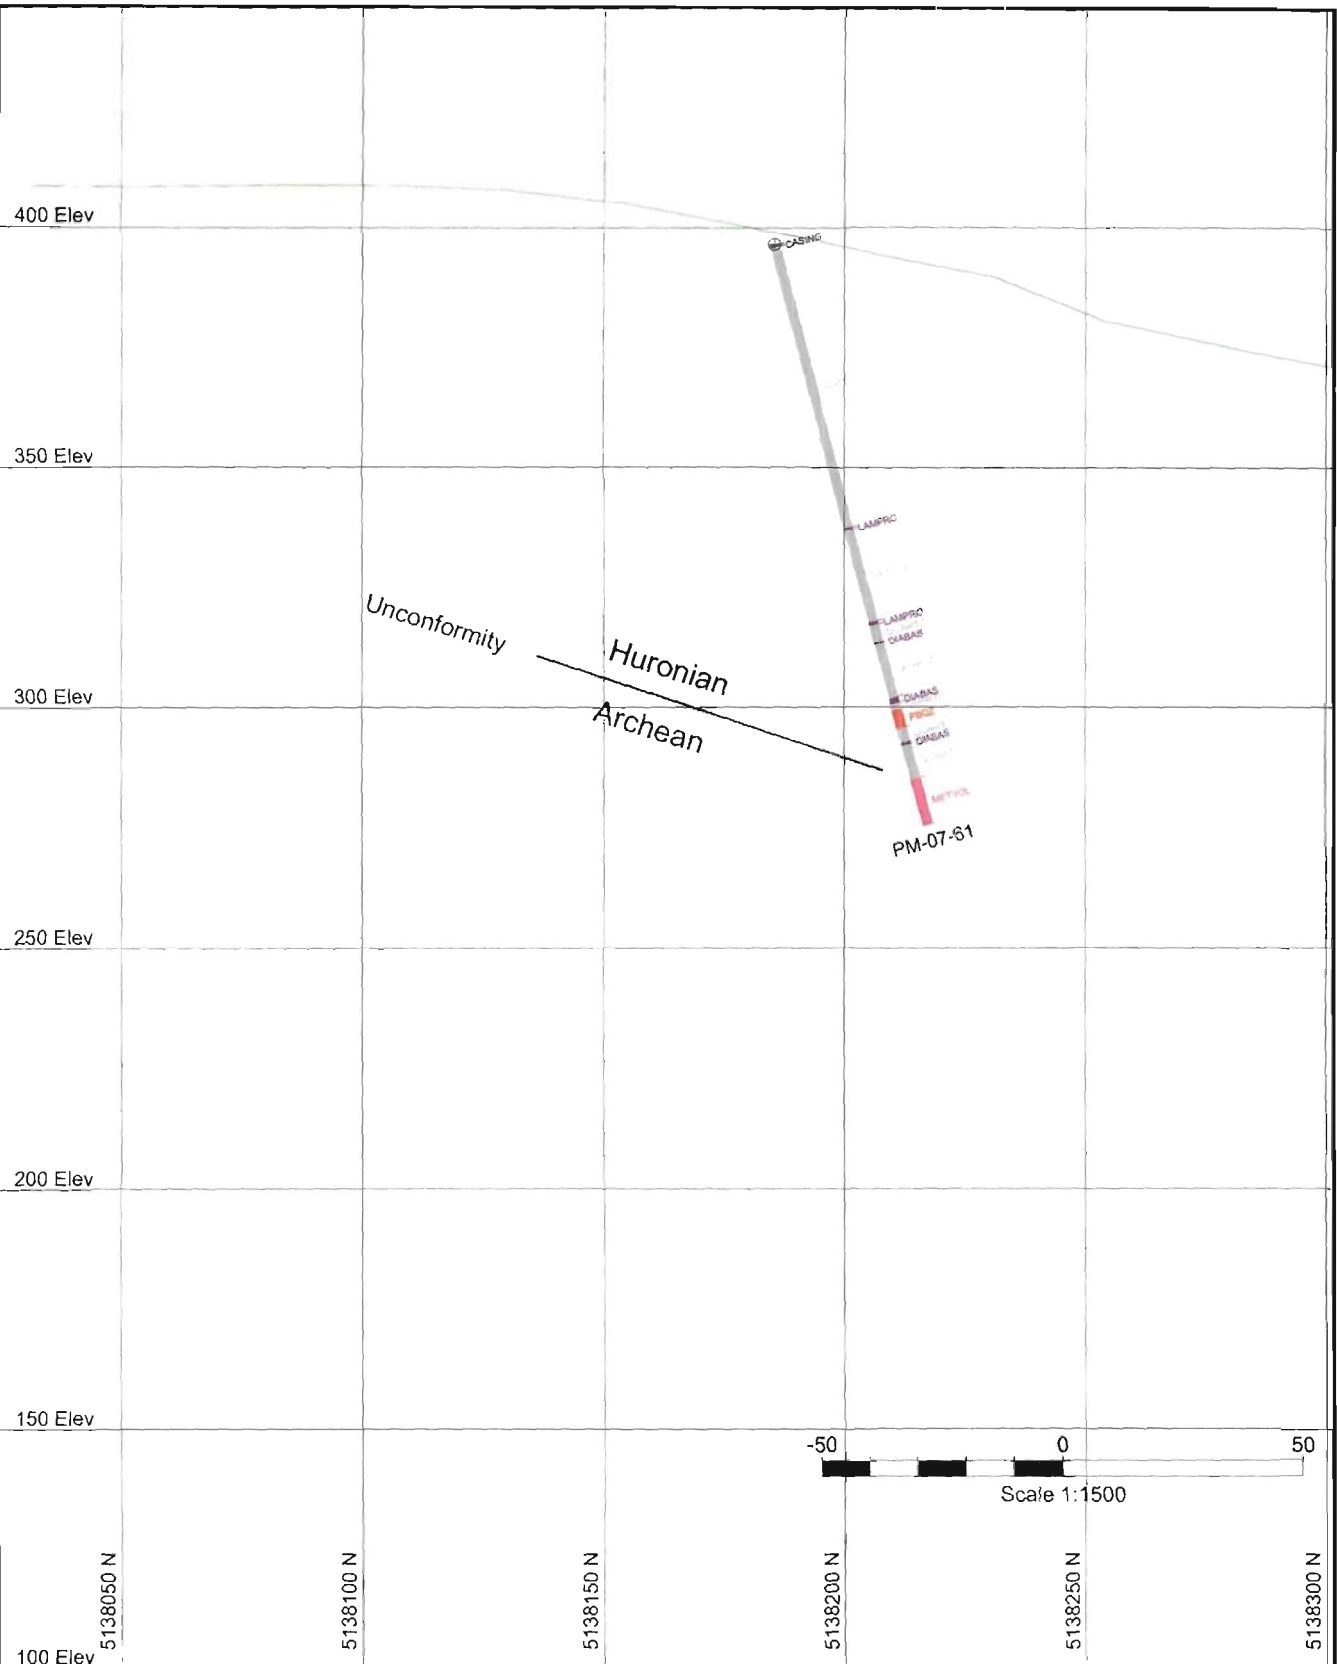 400 Elev
CASING
350 Elev
LAMPRO
Unconformity
LAMPRO
DIABAS
Huronian
DIABAS
300 Elev
Archean
DIABAS
METVOL
PM-07-61
250 Elev
200 Elev
150 Elev
-50 0 50
Scale 1:1500
5138050 N
5138100 N
5138150 N
5138200 N
5138250 N
5138300 N
100 Elev